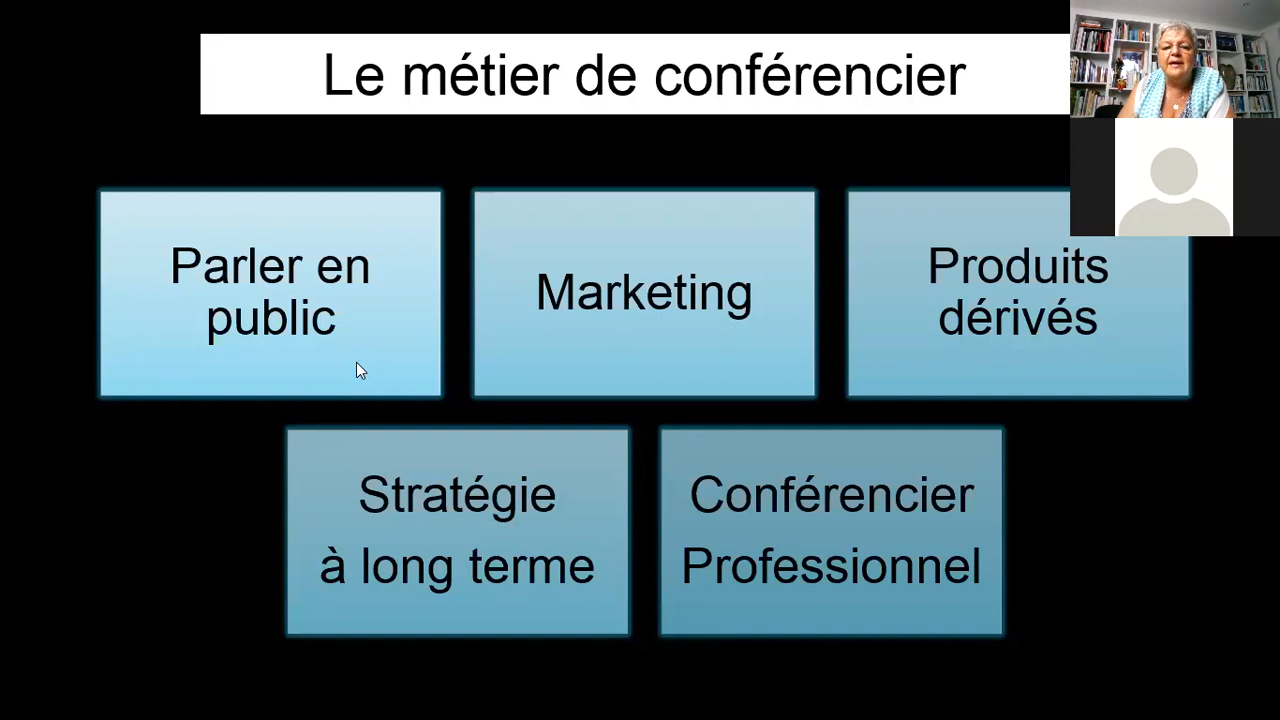 Le métier de conférencier
Parler en
public
Marketing
Produits
dérivés
Stratégie
à long terme
Conférencier
Professionnel